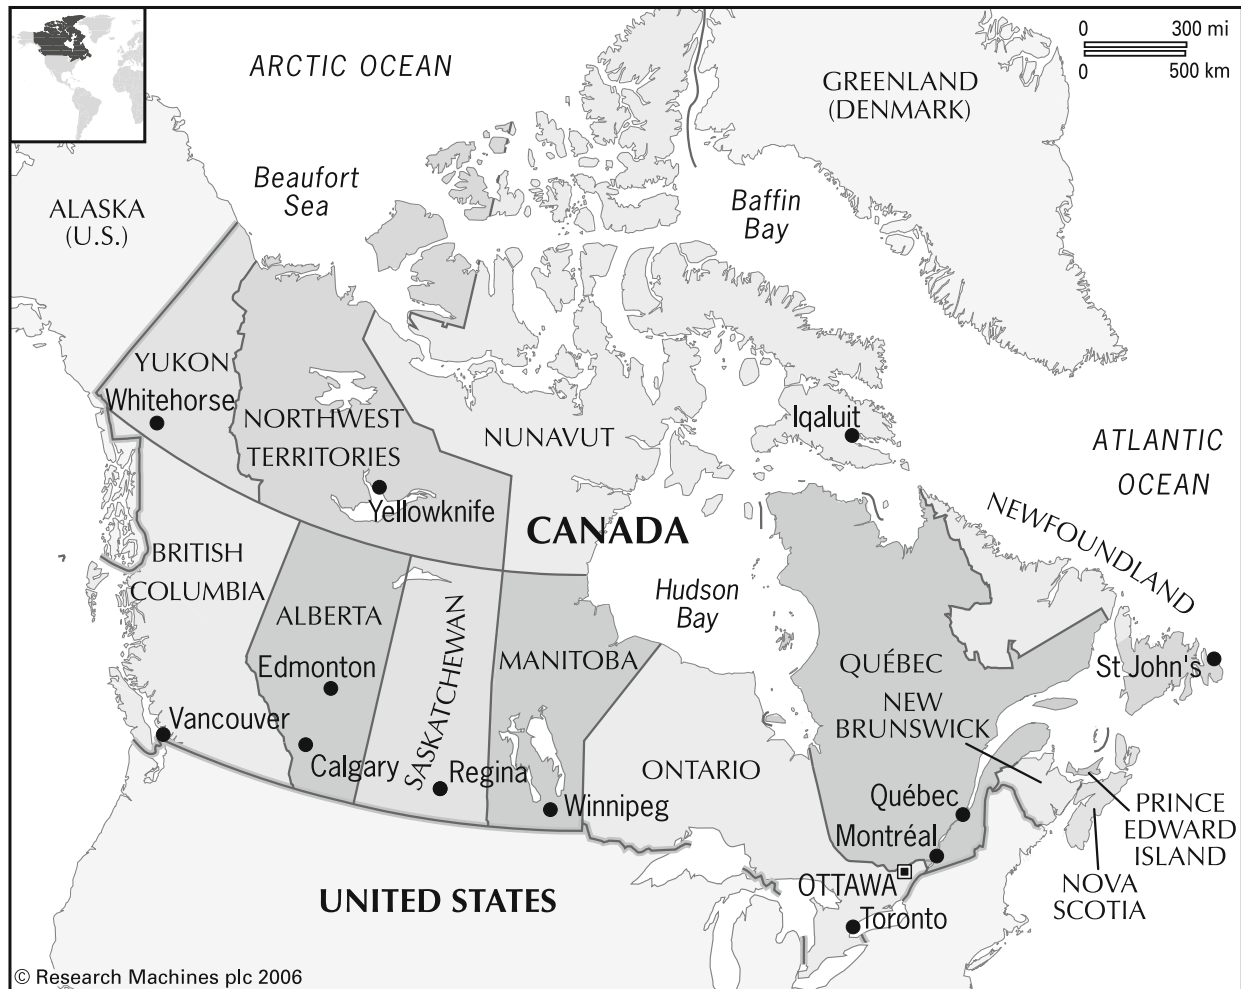 0 300 mi
0 500 km
ARCTIC OCEAN
GREENLAND
(DENMARK)
Beaufort
Sea
Baffin
Bay
ALASKA
(U.S.)
YUKON
Whitehorse
NORTHWEST
TERRITORIES
Yellowknife
NUNAVUT
Iqaluit
ATLANTIC
OCEAN
CANADA
NEWFOUNDLAND
BRITISH
COLUMBIA
Hudson
Bay
ALBERTA
Edmonton
SASKATCHEWAN
MANITOBA
QUÉBEC
St John's
NEW
BRUNSWICK
Vancouver
Calgary
Regina
Winnipeg
ONTARIO
Québec
Montréal
PRINCE
EDWARD
ISLAND
OTTAWA
NOVA
SCOTIA
Toronto
UNITED STATES
© Research Machines plc 2006